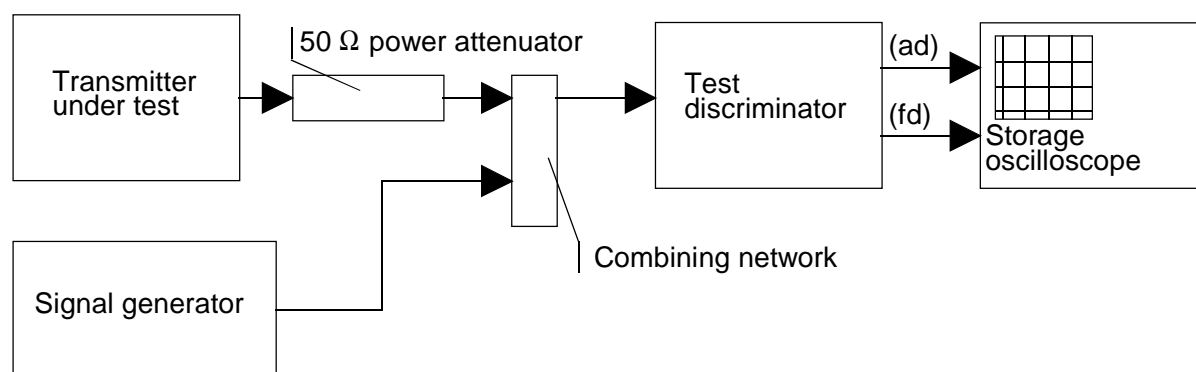 50 Ω power attenuator
Transmitter
under test
Test
discriminator
(ad)
(fd)
Storage
oscilloscope
Combining network
Signal generator